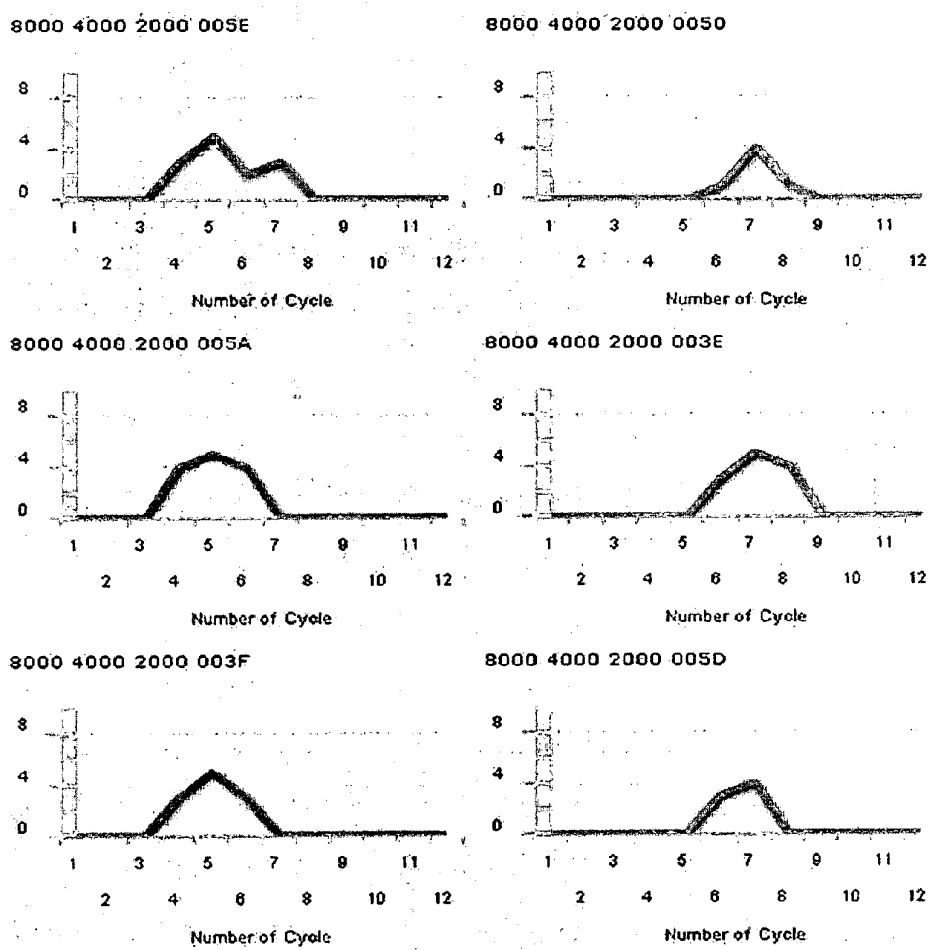 8000 4000 2000 005E
8
4
0
1 3 5 7 9 11
2 4 6 8 10 12
Number of Cycle
8000 4000 2000 0050
8
4
0
1 3 5 7 9 11
2 4 6 8 10 12
Number of Cycle
8000 4000 2000 005A
8
4
0
1 3 5 7 9 11
2 4 6 8 10 12
Number of Cycle
8000 4000 2000 003E
8
4
0
1 3 5 7 9 11
2 4 6 8 10 12
Number of Cycle
8000 4000 2000 003F
8
4
0
1 3 5 7 9 11
2 4 6 8 10 12
Number of Cycle
8000 4000 2000 005D
8
4
0
1 3 5 7 9 11
2 4 6 8 10 12
Number of Cycle